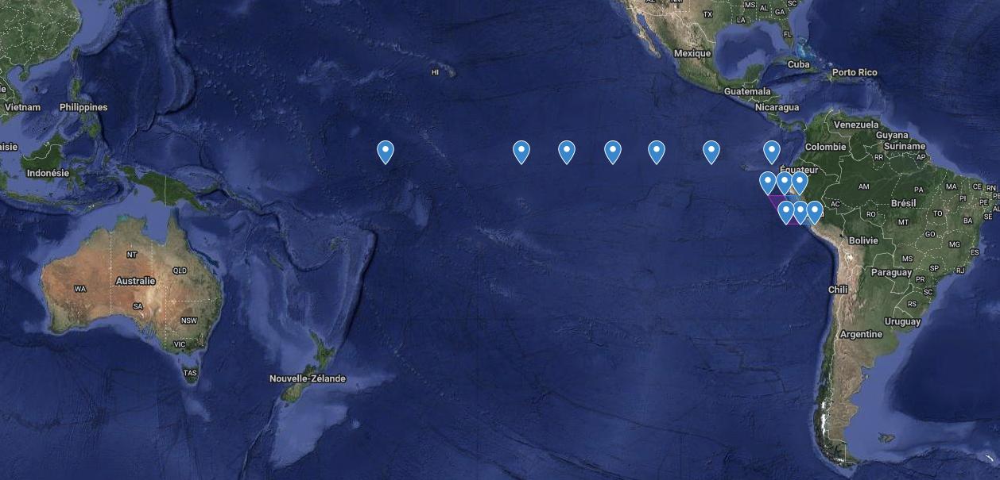 MS
AL
SC
TX
LA
GA
FL
Mexique
Cuba
HI
Porto Rico
Guatemala
Vietnam
Philippines
Nicaragua
Venezuela
Guyana
Colombie
Suriname
RR
AP
Indonésie
Équateur
AM
PA
MA
CE
RN
PI
PE
AC
Brésil
RO
TO
AL
MT
BA
SE
GO
Bolivie
MG
NT
ES
MS
QLD
SP
RJ
Australie
Paraguay
PR
WA
Chili
SC
SA
RS
NSW
Uruguay
Argentine
VIC
TAS
Nouvelle-Zélande